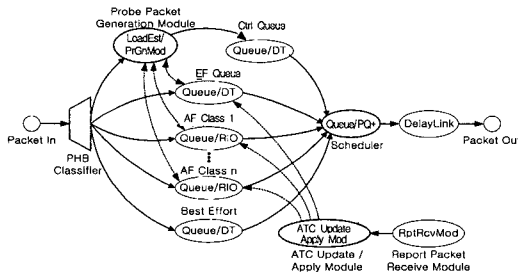 Probe Packet
Generation Module
LoadEst/
PrGnMod
Ctrl Queue
Queue/DT
EF Queue
Queue/DT
AF Class 1
Queue/RIO
AF Class n
Queue/RIO
Best Effort
Queue/DT
Packet In
PHB
Classifier
Queue/PQ+
Scheduler
DelayLink
Packet Out
ATC Update
Apply Mod
ATC Update /
Apply Module
RptRcvMod
Report Packet
Receive Module